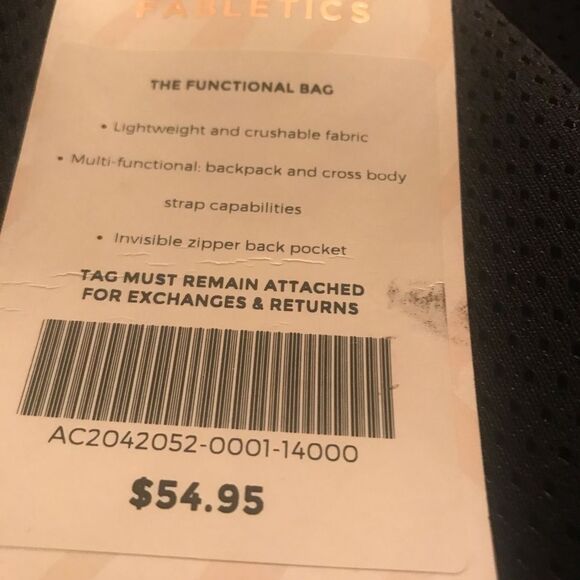 FABLETICS
THE FUNCTIONAL BAG
• Lightweight and crushable fabric
• Multi-functional: backpack and cross body
strap capabilities
• Invisible zipper back pocket
TAG MUST REMAIN ATTACHED
FOR EXCHANGES & RETURNS
AC2042052-0001-14000
$54.95